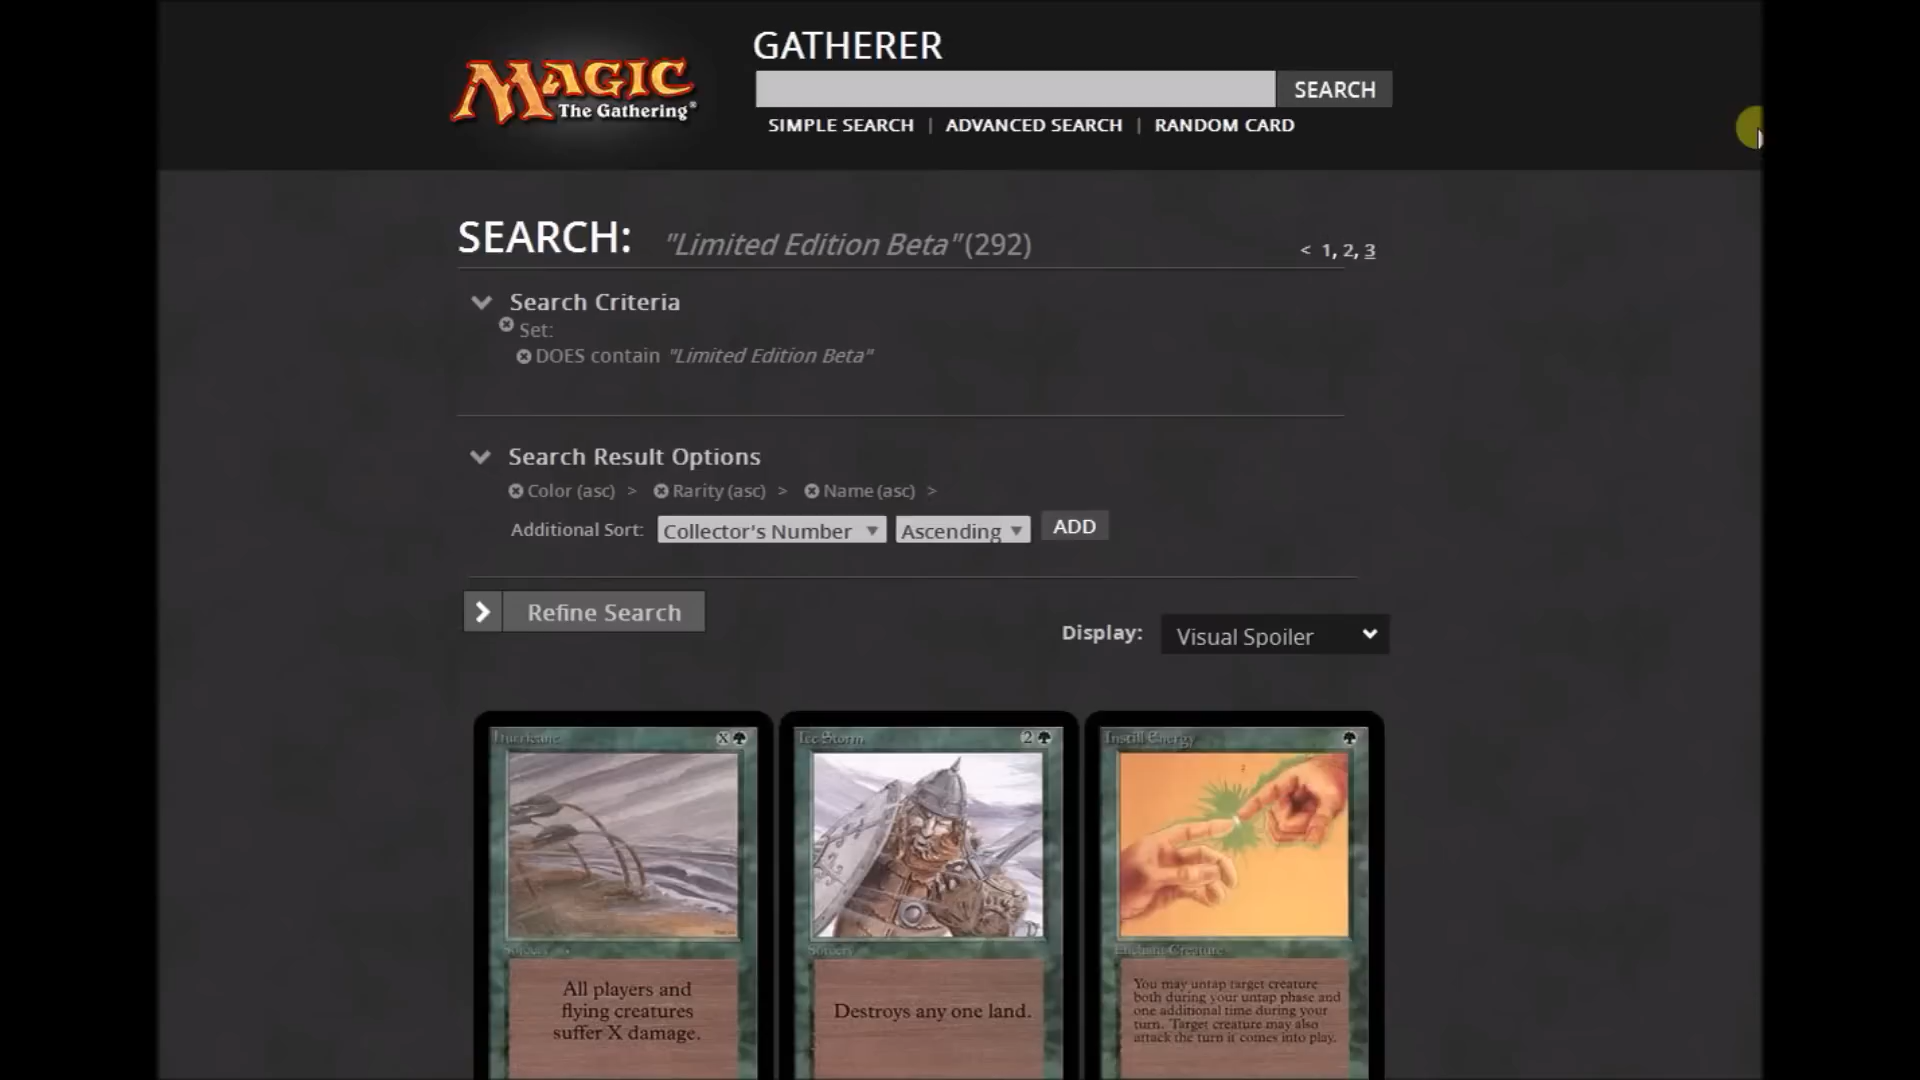 MAGIC
The Gathering®
GATHERER
SEARCH
SIMPLE SEARCH | ADVANCED SEARCH | RANDOM CARD
SEARCH: "Limited Edition Beta" (292)
< 1, 2, 3
Search Criteria
Set:
DOES contain "Limited Edition Beta"
Search Result Options
Color (asc) > Rarity (asc) > Name (asc) >
Additional Sort: Collector's Number Ascending ADD
Refine Search
Display: Visual Spoiler
Hurricane X
Ice Storm 2
Instill Energy
Sorcery
Sorcery
Enchant Creature
All players and
flying creatures
suffer X damage.
Destroys any one land.
You may untap target creature
both during your untap phase and
one additional time during your
turn. Target creature may also
attack the turn it comes into play.